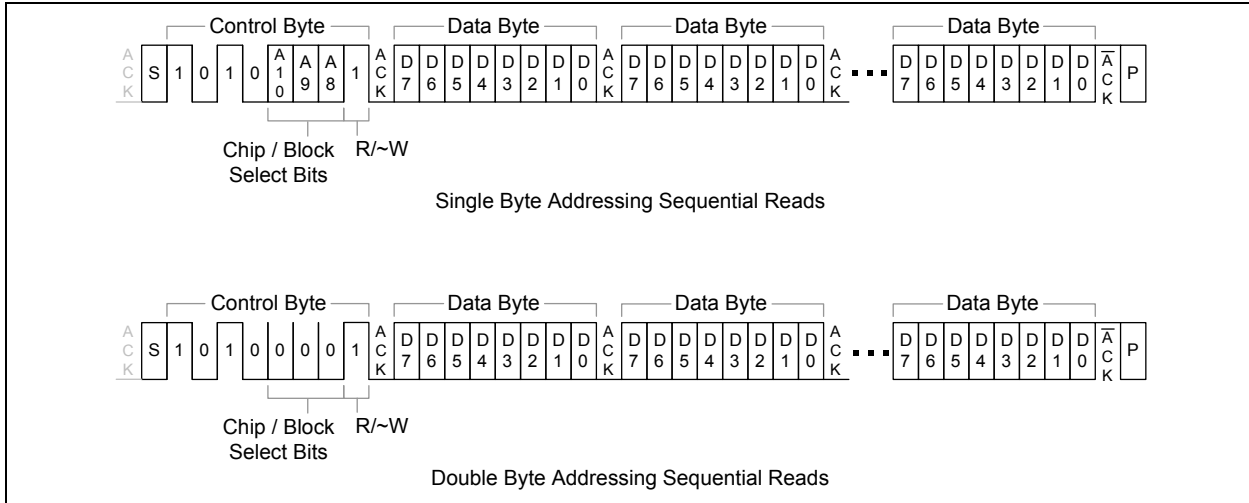 Control Byte Data Byte Data Byte Data Byte
ACK S 1 0 1 0 A10 A9 A8 1 ACK D7 D6 D5 D4 D3 D2 D1 D0 ACK D7 D6 D5 D4 D3 D2 D1 D0 ACK D7 D6 D5 D4 D3 D2 D1 D0 A̅CK P
Chip / Block R/~W
Select Bits
Single Byte Addressing Sequential Reads
Control Byte Data Byte Data Byte Data Byte
ACK S 1 0 1 0 0 0 0 1 ACK D7 D6 D5 D4 D3 D2 D1 D0 ACK D7 D6 D5 D4 D3 D2 D1 D0 ACK D7 D6 D5 D4 D3 D2 D1 D0 A̅CK P
Chip / Block R/~W
Select Bits
Double Byte Addressing Sequential Reads